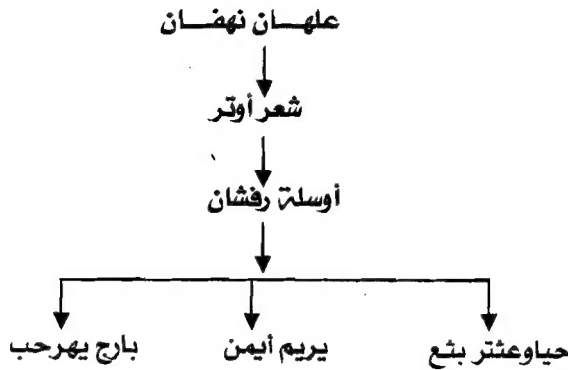 علهان نهفان
شعر أوتر
أوسلة رفشان
حياوعثتر بثع يريم أيمن بارج يهرحب